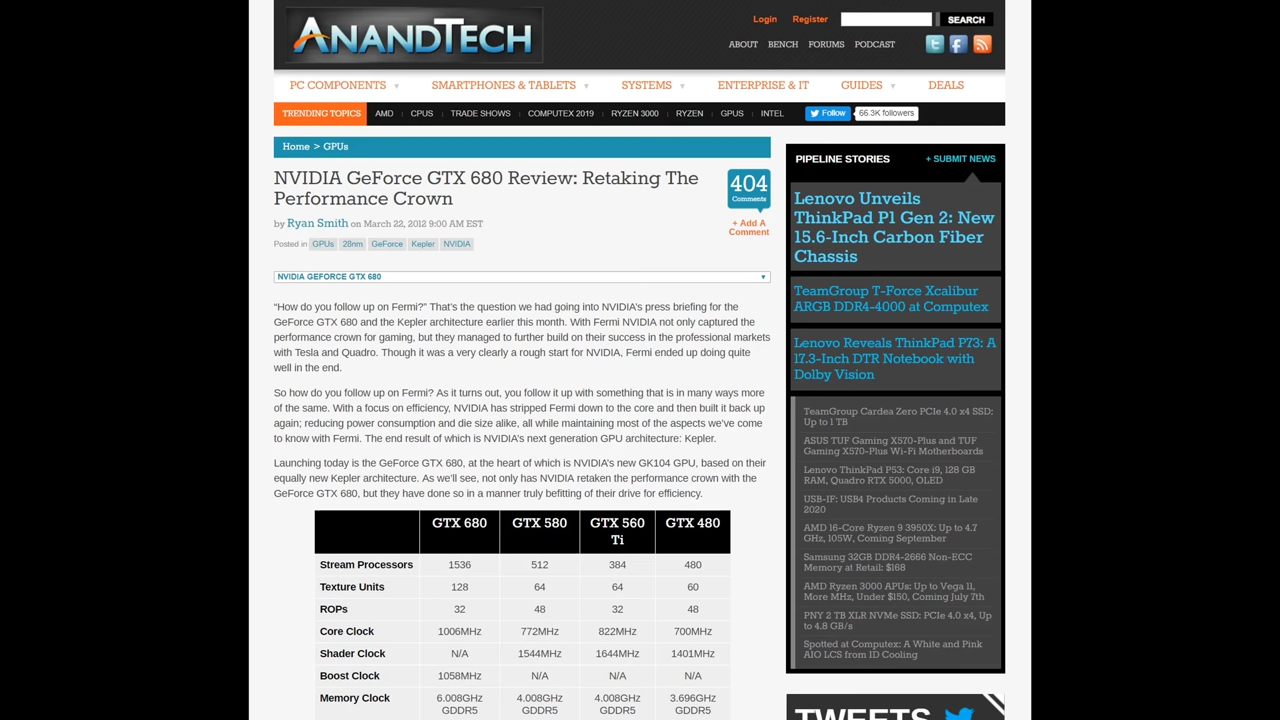 ANANDTECH
Login Register SEARCH
ABOUT BENCH FORUMS PODCAST
PC COMPONENTS SMARTPHONES & TABLETS SYSTEMS ENTERPRISE & IT GUIDES DEALS
TRENDING TOPICS AMD CPUS TRADE SHOWS COMPUTEX 2019 RYZEN 3000 RYZEN GPUS INTEL Follow 66.3K followers
Home > GPUs
NVIDIA GeForce GTX 680 Review: Retaking The
Performance Crown
by Ryan Smith on March 22, 2012 9:00 AM EST
Posted in GPUs 28nm GeForce Kepler NVIDIA
404
Comments
+ Add A
Comment
NVIDIA GEFORCE GTX 680
“How do you follow up on Fermi?” That’s the question we had going into NVIDIA’s press briefing for the
GeForce GTX 680 and the Kepler architecture earlier this month. With Fermi NVIDIA not only captured the
performance crown for gaming, but they managed to further build on their success in the professional markets
with Tesla and Quadro. Though it was a very clearly a rough start for NVIDIA, Fermi ended up doing quite
well in the end.
So how do you follow up on Fermi? As it turns out, you follow it up with something that is in many ways more
of the same. With a focus on efficiency, NVIDIA has stripped Fermi down to the core and then built it back up
again; reducing power consumption and die size alike, all while maintaining most of the aspects we’ve come
to know with Fermi. The end result of which is NVIDIA’s next generation GPU architecture: Kepler.
Launching today is the GeForce GTX 680, at the heart of which is NVIDIA’s new GK104 GPU, based on their
equally new Kepler architecture. As we’ll see, not only has NVIDIA retaken the performance crown with the
GeForce GTX 680, but they have done so in a manner truly befitting of their drive for efficiency.
GTX 680 GTX 580 GTX 560 Ti GTX 480
Stream Processors 1536 512 384 480
Texture Units 128 64 64 60
ROPs 32 48 32 48
Core Clock 1006MHz 772MHz 822MHz 700MHz
Shader Clock N/A 1544MHz 1644MHz 1401MHz
Boost Clock 1058MHz N/A N/A N/A
Memory Clock 6.008GHz 4.008GHz 4.008GHz 3.696GHz
GDDR5 GDDR5 GDDR5 GDDR5
PIPELINE STORIES + SUBMIT NEWS
Lenovo Unveils
ThinkPad P1 Gen 2: New
15.6-Inch Carbon Fiber
Chassis
TeamGroup T-Force Xcalibur
ARGB DDR4-4000 at Computex
Lenovo Reveals ThinkPad P73: A
17.3-Inch DTR Notebook with
Dolby Vision
TeamGroup Cardea Zero PCIe 4.0 x4 SSD:
Up to 1 TB
ASUS TUF Gaming X570-Plus and TUF
Gaming X570-Plus Wi-Fi Motherboards
Lenovo ThinkPad P53: Core i9, 128 GB
RAM, Quadro RTX 5000, OLED
USB-IF: USB4 Products Coming in Late
2020
AMD 16-Core Ryzen 9 3950X: Up to 4.7
GHz, 105W, Coming September
Samsung 32GB DDR4-2666 Non-ECC
Memory at Retail: $168
AMD Ryzen 3000 APUs: Up to Vega 11,
More MHz, Under $150, Coming July 7th
PNY 2 TB XLR NVMe SSD: PCIe 4.0 x4, Up
to 4.8 GB/s
Spotted at Computex: A White and Pink
AIO LCS from ID Cooling
TWEETS